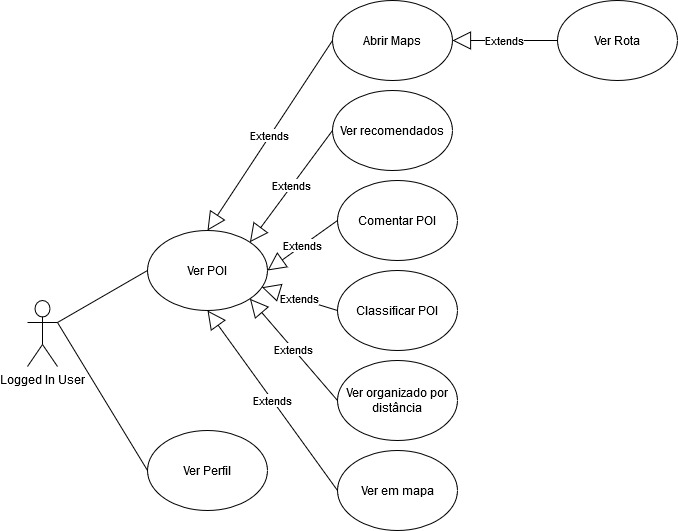 Abrir Maps
Extends
Ver Rota
Extends
Ver recomendados
Extends
Comentar POI
Extends
Ver POI
Extends
Classificar POI
Logged In User
Extends
Ver organizado por
distância
Extends
Ver Perfil
Ver em mapa